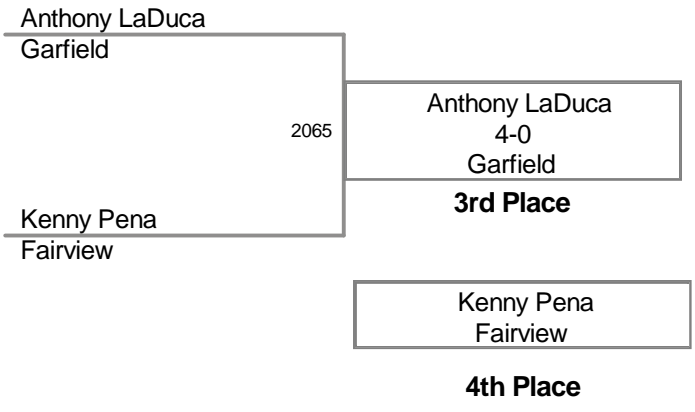 Anthony LaDuca
Garfield
Anthony LaDuca
4-0
Garfield
2065
3rd Place
Kenny Pena
Fairview
Kenny Pena
Fairview
4th Place